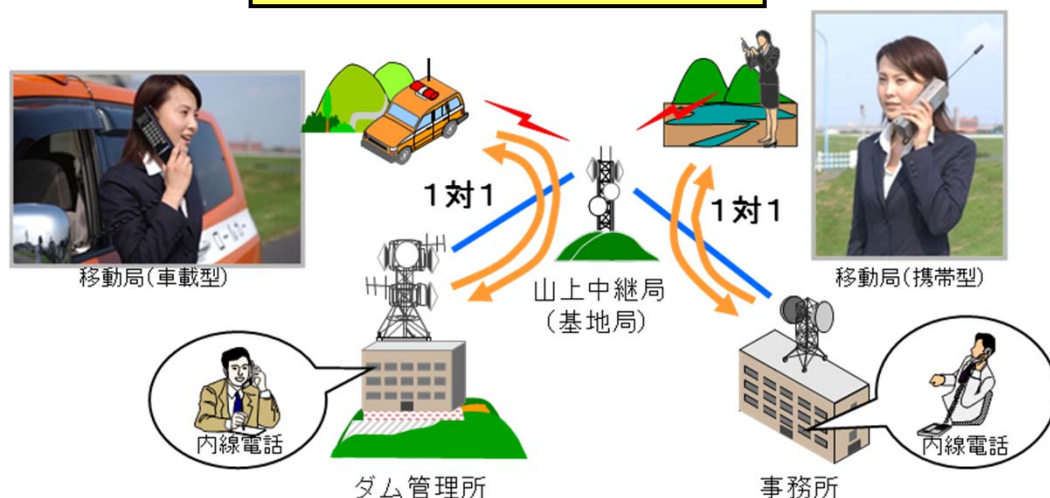 1対1
1対1
移動局(車載型)
移動局(携帯型)
山上中継局
(基地局)
内線電話
内線電話
ダム管理所
事務所